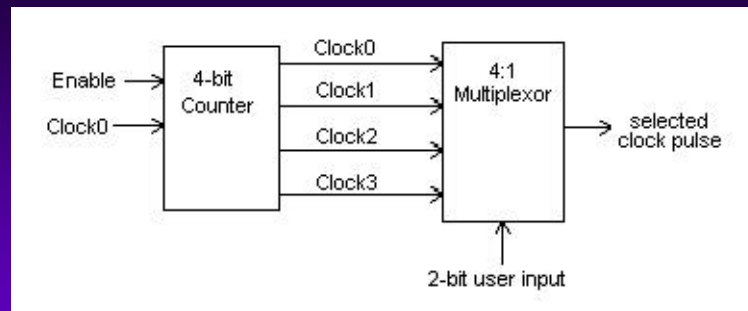 Enable
Clock0
4-bit
Counter
Clock0
Clock1
Clock2
Clock3
4:1
Multiplexor
selected
clock pulse
2-bit user input